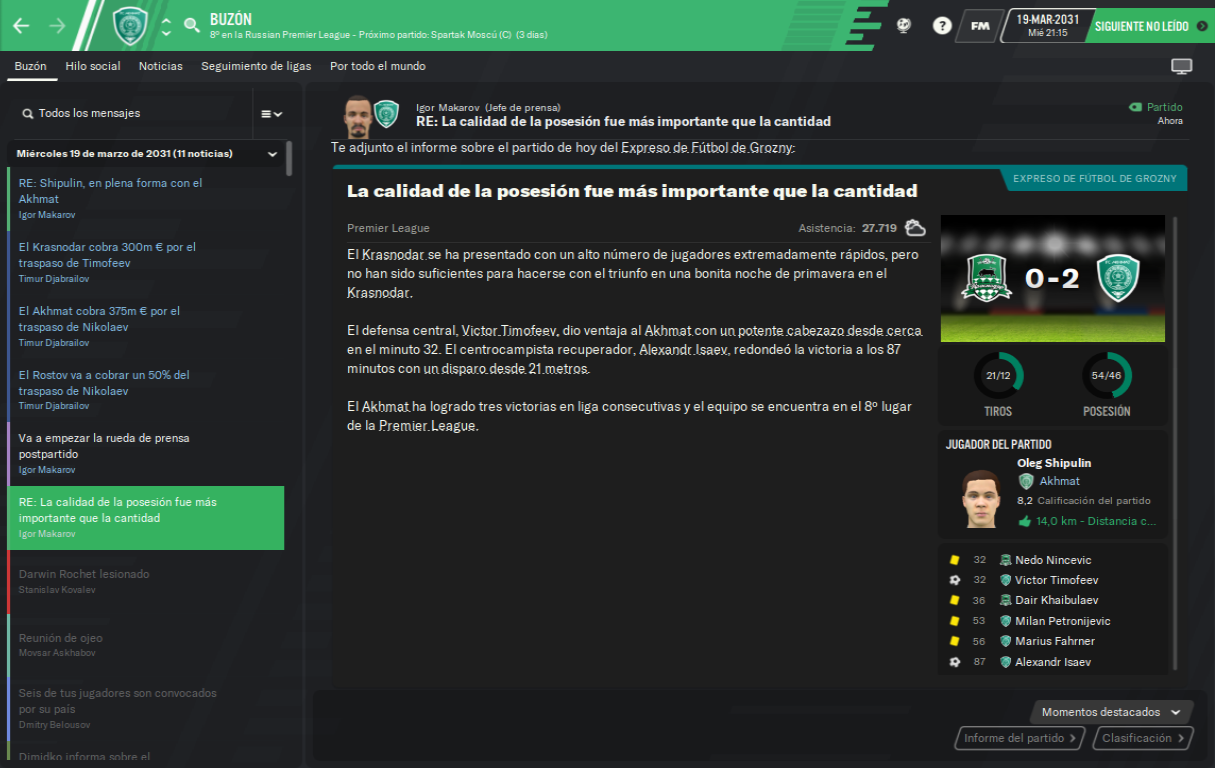 BUZÓN
8º en la Russian Premier League - Próximo partido: Spartak Moscú (C) (3 días)
?
FM
19-MAR-2031
Mié 21:15
SIGUIENTE NO LEÍDO
Buzón
Hilo social
Noticias
Seguimiento de ligas
Por todo el mundo
Todos los mensajes
Miércoles 19 de marzo de 2031 (11 noticias)
RE: Shipulin, en plena forma con el
Akhmat
Igor Makarov
El Krasnodar cobra 300m € por el
traspaso de Timofeev
Timur Djabrailov
El Akhmat cobra 375m € por el
traspaso de Nikolaev
Timur Djabrailov
El Rostov va a cobrar un 50% del
traspaso de Nikolaev
Timur Djabrailov
Va a empezar la rueda de prensa
postpartido
Igor Makarov
RE: La calidad de la posesión fue más
importante que la cantidad
Igor Makarov
Darwin Rochet lesionado
Stanislav Kovalev
Reunión de ojeo
Movsar Askhabov
Seis de tus jugadores son convocados
por su país
Dmitry Belousov
Dimidko informa sobre el
Igor Makarov (Jefe de prensa)
RE: La calidad de la posesión fue más importante que la cantidad
Partido
Ahora
Te adjunto el informe sobre el partido de hoy del Expreso de Fútbol de Grozny:
EXPRESO DE FÚTBOL DE GROZNY
La calidad de la posesión fue más importante que la cantidad
Premier League
Asistencia: 27.719
El Krasnodar se ha presentado con un alto número de jugadores extremadamente rápidos, pero
no han sido suficientes para hacerse con el triunfo en una bonita noche de primavera en el
Krasnodar.
El defensa central, Victor Timofeev, dio ventaja al Akhmat con un potente cabezazo desde cerca
en el minuto 32. El centrocampista recuperador, Alexandr Isaev, redondeó la victoria a los 87
minutos con un disparo desde 21 metros.
El Akhmat ha logrado tres victorias en liga consecutivas y el equipo se encuentra en el 8º lugar
de la Premier League.
0-2
21/12
TIROS
54/46
POSESIÓN
JUGADOR DEL PARTIDO
Oleg Shipulin
Akhmat
8,2 Calificación del partido
14,0 km - Distancia c...
32 Nedo Nincevic
32 Victor Timofeev
36 Dair Khaibulaev
53 Milan Petronijevic
56 Marius Fahrner
87 Alexandr Isaev
Momentos destacados
Informe del partido
Clasificación